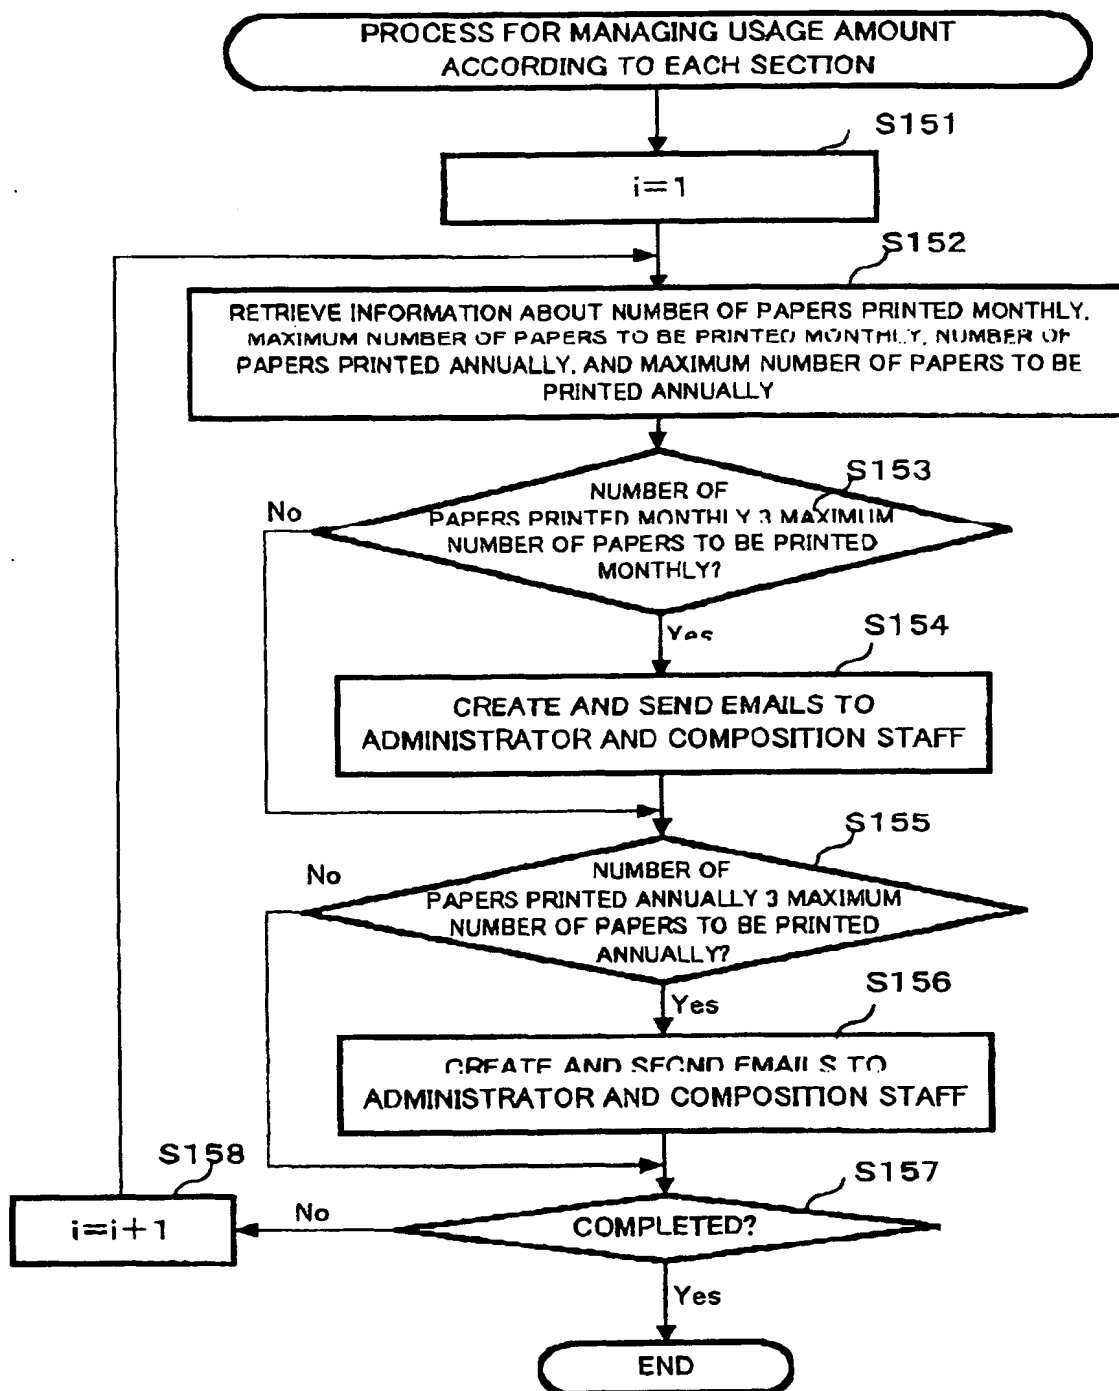 PROCESS FOR MANAGING USAGE AMOUNT
ACCORDING TO EACH SECTION
S151
i=1
S152
RETRIEVE INFORMATION ABOUT NUMBER OF PAPERS PRINTED MONTHLY,
MAXIMUM NUMBER OF PAPERS TO BE PRINTED MONTHLY, NUMBER OF
PAPERS PRINTED ANNUALLY, AND MAXIMUM NUMBER OF PAPERS TO BE
PRINTED ANNUALLY
S153
No
NUMBER OF
PAPERS PRINTED MONTHLY 3 MAXIMUM
NUMBER OF PAPERS TO BE PRINTED
MONTHLY?
Yes
S154
CREATE AND SEND EMAILS TO
ADMINISTRATOR AND COMPOSITION STAFF
S155
No
NUMBER OF
PAPERS PRINTED ANNUALLY 3 MAXIMUM
NUMBER OF PAPERS TO BE PRINTED
ANNUALLY?
Yes
S156
CREATE AND SECND EMAILS TO
ADMINISTRATOR AND COMPOSITION STAFF
S158
S157
i=i+1
No
COMPLETED?
Yes
END